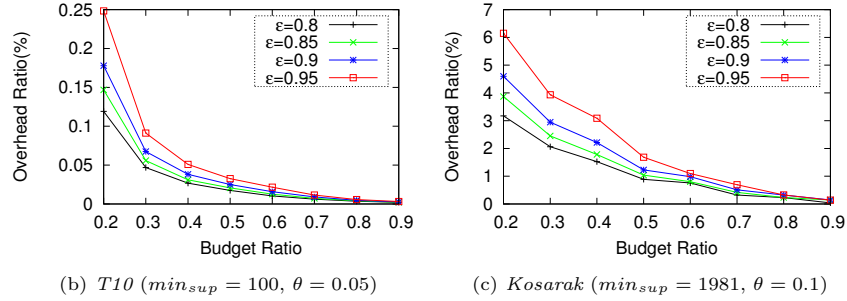 0.25
0.2
0.15
0.1
0.05
0
Overhead Ratio(%)
ε=0.8
ε=0.85
ε=0.9
ε=0.95
0.2 0.3 0.4 0.5 0.6 0.7 0.8 0.9
Budget Ratio
(b) T10 (min_sup = 100, θ = 0.05)
7
6
5
4
3
2
1
0
Overhead Ratio(%)
ε=0.8
ε=0.85
ε=0.9
ε=0.95
0.2 0.3 0.4 0.5 0.6 0.7 0.8 0.9
Budget Ratio
(c) Kosarak (min_sup = 1981, θ = 0.1)